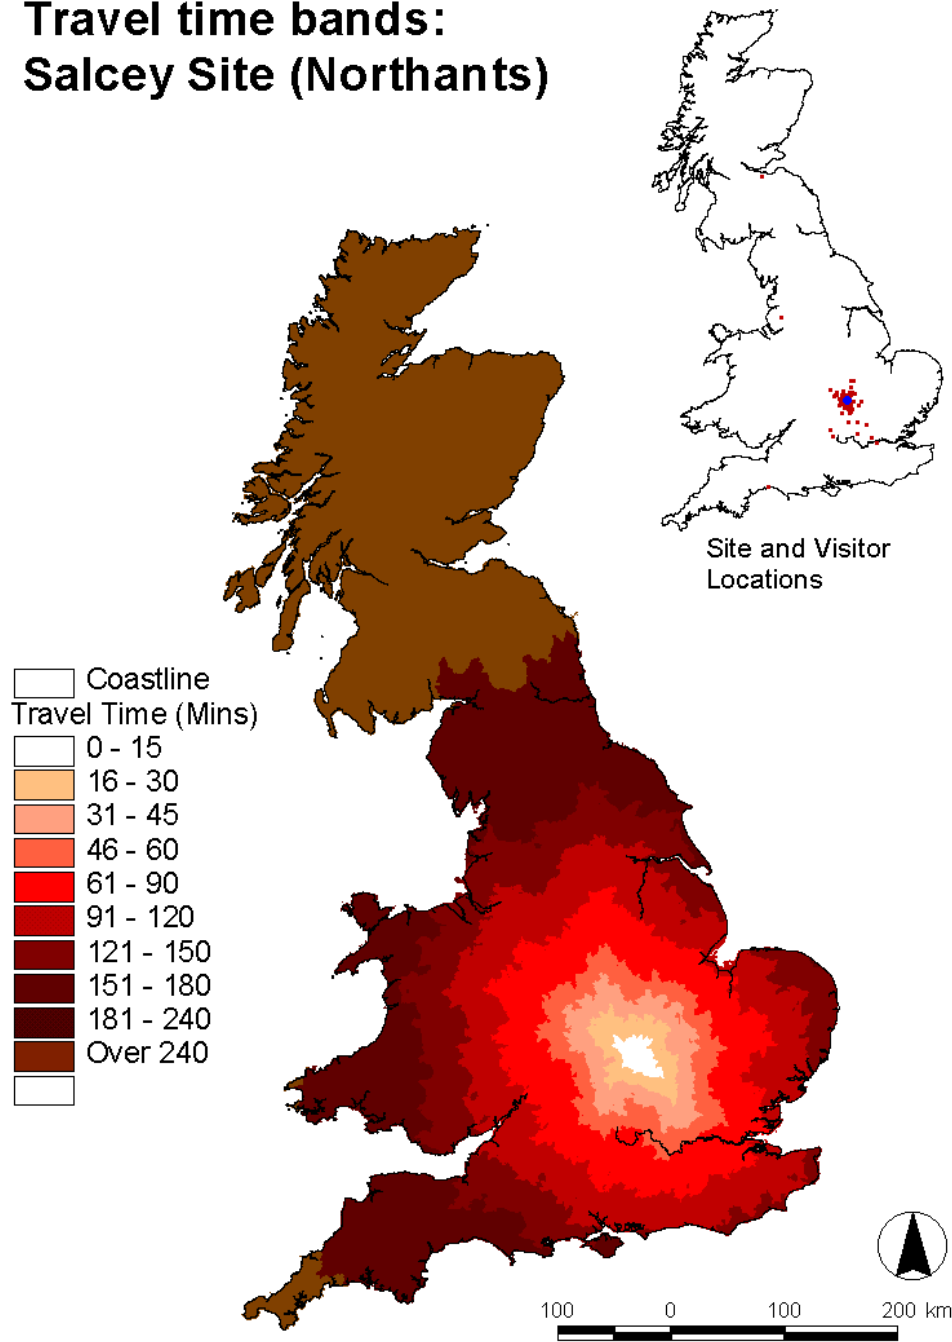 Travel time bands:
Salcey Site (Northants)
Site and Visitor
Locations
Coastline
Travel Time (Mins)
0 - 15
16 - 30
31 - 45
46 - 60
61 - 90
91 - 120
121 - 150
151 - 180
181 - 240
Over 240
100 0 100 200 km